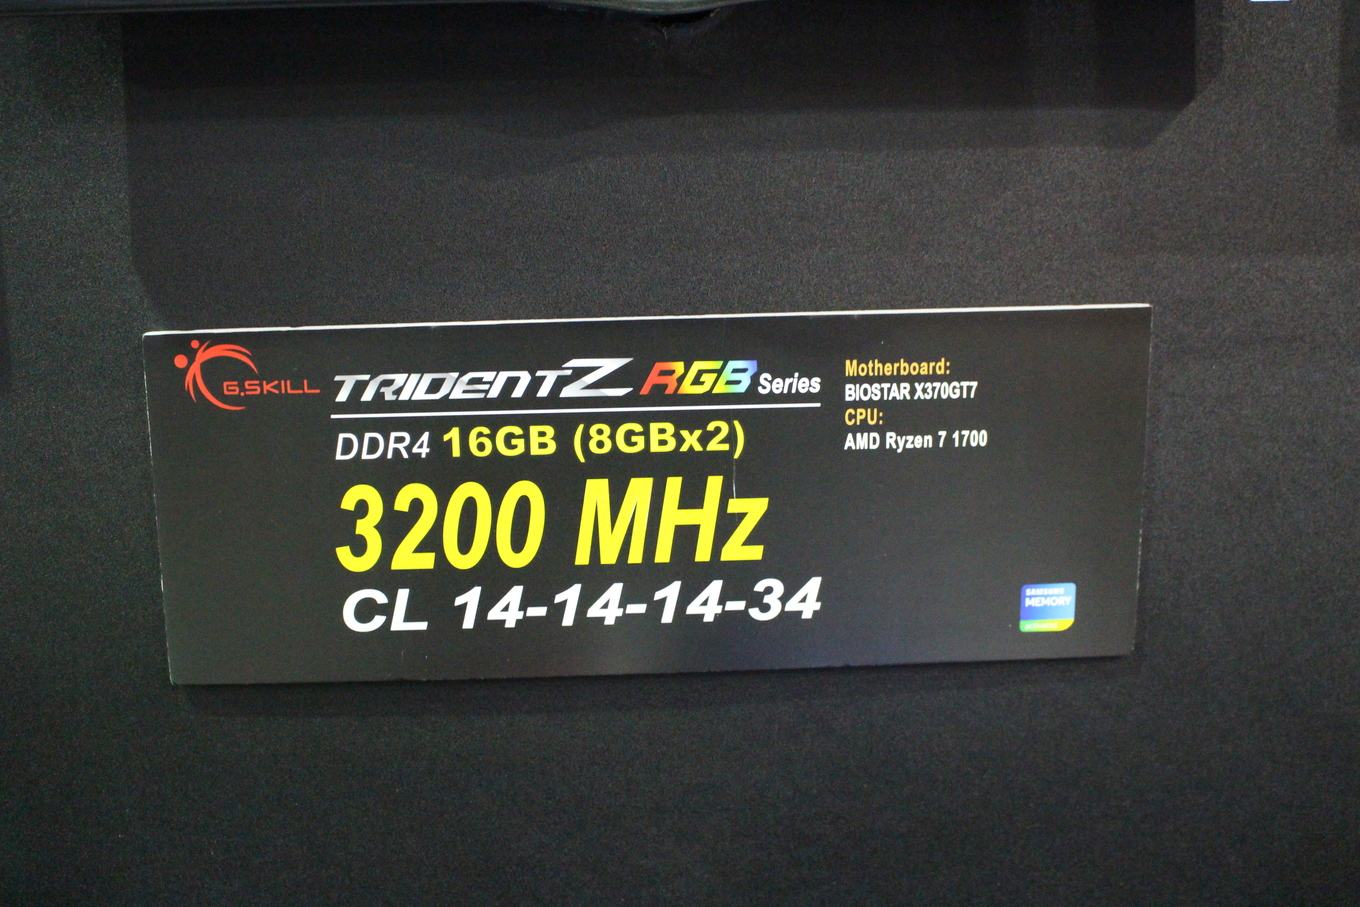 G.SKILL TRIDENTZ RGB Series
DDR4 16GB (8GBx2)
3200 MHz
CL 14-14-14-34
Motherboard:
BIOSTAR X370GT7
CPU:
AMD Ryzen 7 1700
SAMSUNG
MEMORY